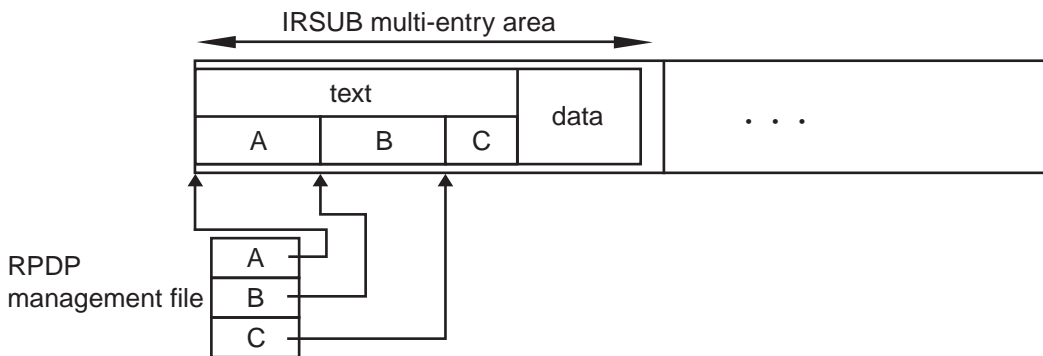 IRSUB multi-entry area
text
data
. . .
A B C
A
RPDP
management file
B
C